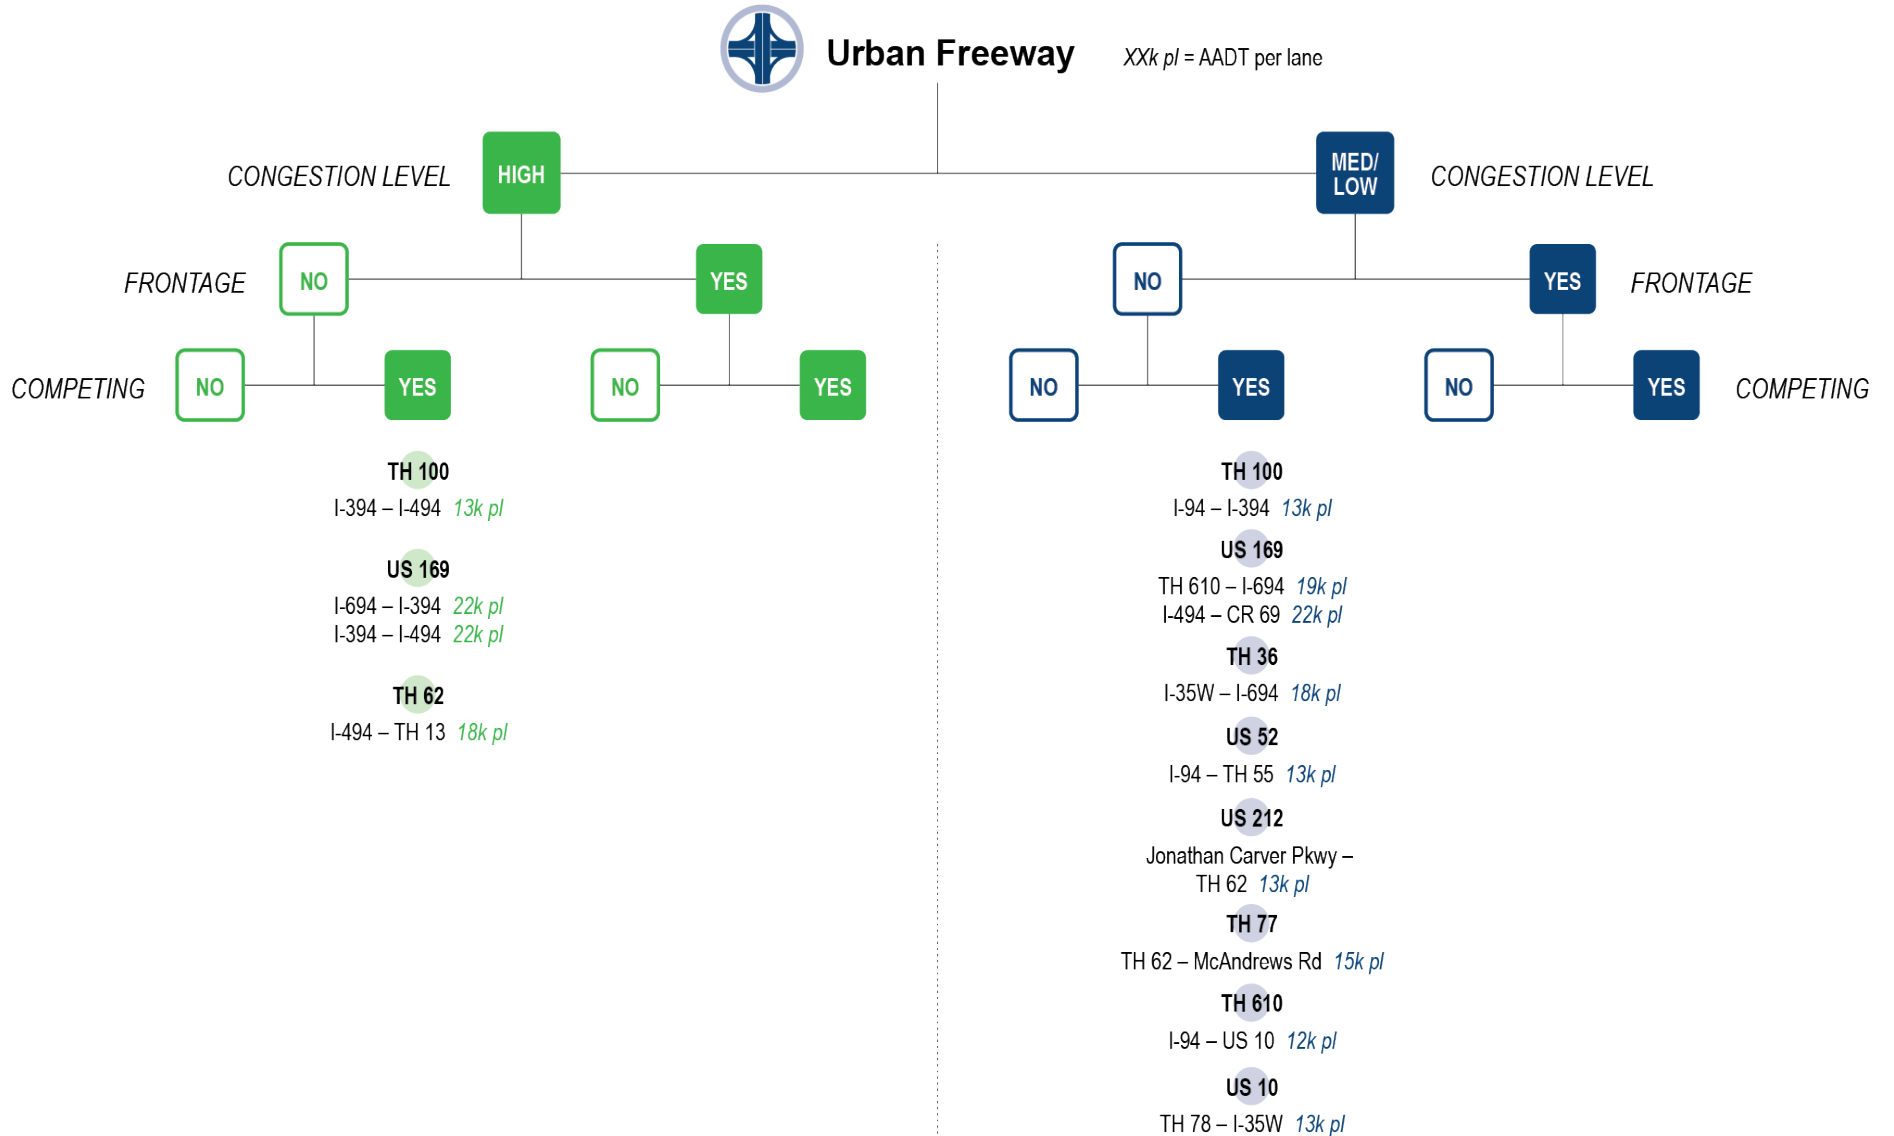 Urban Freeway
XXk pl = AADT per lane
CONGESTION LEVEL
HIGH
MED/
LOW
CONGESTION LEVEL
FRONTAGE
NO
YES
NO
YES
FRONTAGE
COMPETING
NO
YES
NO
YES
NO
YES
NO
YES
COMPETING
TH 100
I-394 – I-494 13k pl
US 169
I-694 – I-394 22k pl
I-394 – I-494 22k pl
TH 62
I-494 – TH 13 18k pl
TH 100
I-94 – I-394 13k pl
US 169
TH 610 – I-694 19k pl
I-494 – CR 69 22k pl
TH 36
I-35W – I-694 18k pl
US 52
I-94 – TH 55 13k pl
US 212
Jonathan Carver Pkwy –
TH 62 13k pl
TH 77
TH 62 – McAndrews Rd 15k pl
TH 610
I-94 – US 10 12k pl
US 10
TH 78 – I-35W 13k pl